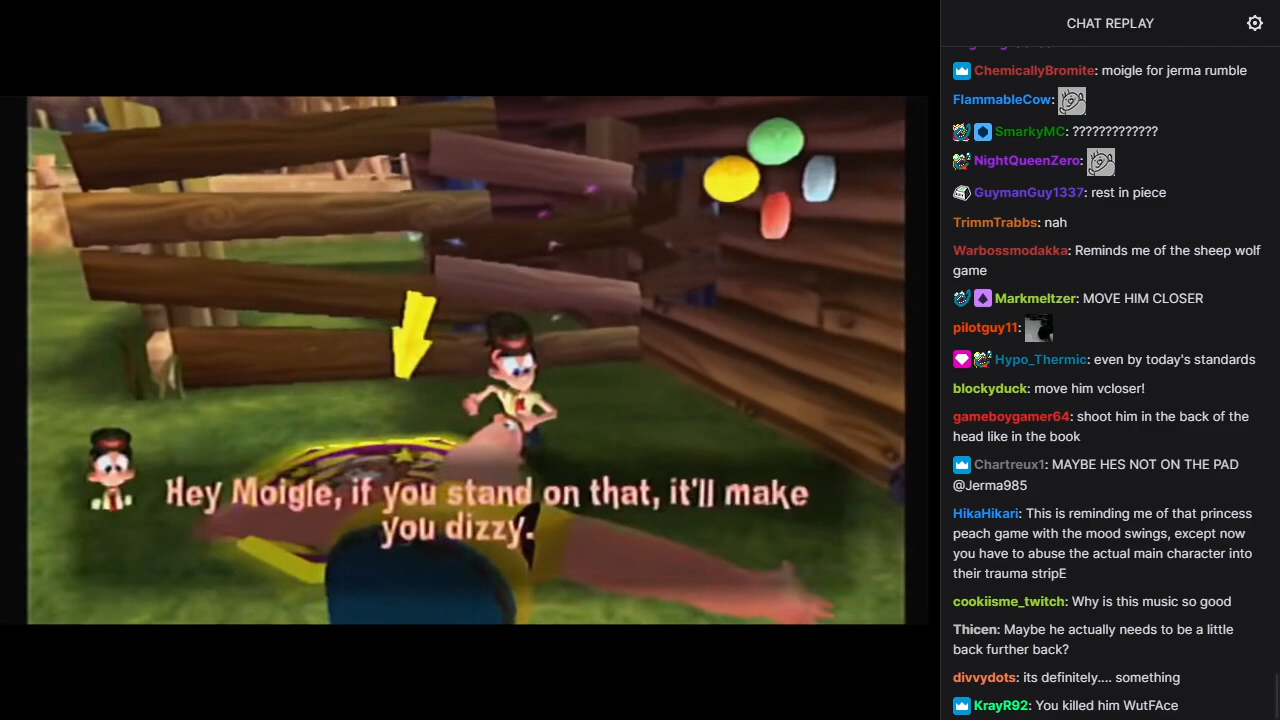 CHAT REPLAY
ChemicallyBromite: moigle for jerma rumble
FlammableCow:
SmarkyMC: ?????????????
NightQueenZero:
GuymanGuy1337: rest in piece
TrimmTrabbs: nah
Warbossmodakka: Reminds me of the sheep wolf
game
Markmeltzer: MOVE HIM CLOSER
pilotguy11:
Hypo_Thermic: even by today's standards
blockyduck: move him vcloser!
gameboygamer64: shoot him in the back of the
head like in the book
Chartreux1: MAYBE HES NOT ON THE PAD
@Jerma985
HikaHikari: This is reminding me of that princess
peach game with the mood swings, except now
you have to abuse the actual main character into
their trauma stripE
cookiisme_twitch: Why is this music so good
Thicen: Maybe he actually needs to be a little
back further back?
divvydots: its definitely.... something
KrayR92: You killed him WutFAce
Hey Moigle, if you stand on that, it'll make
you dizzy.